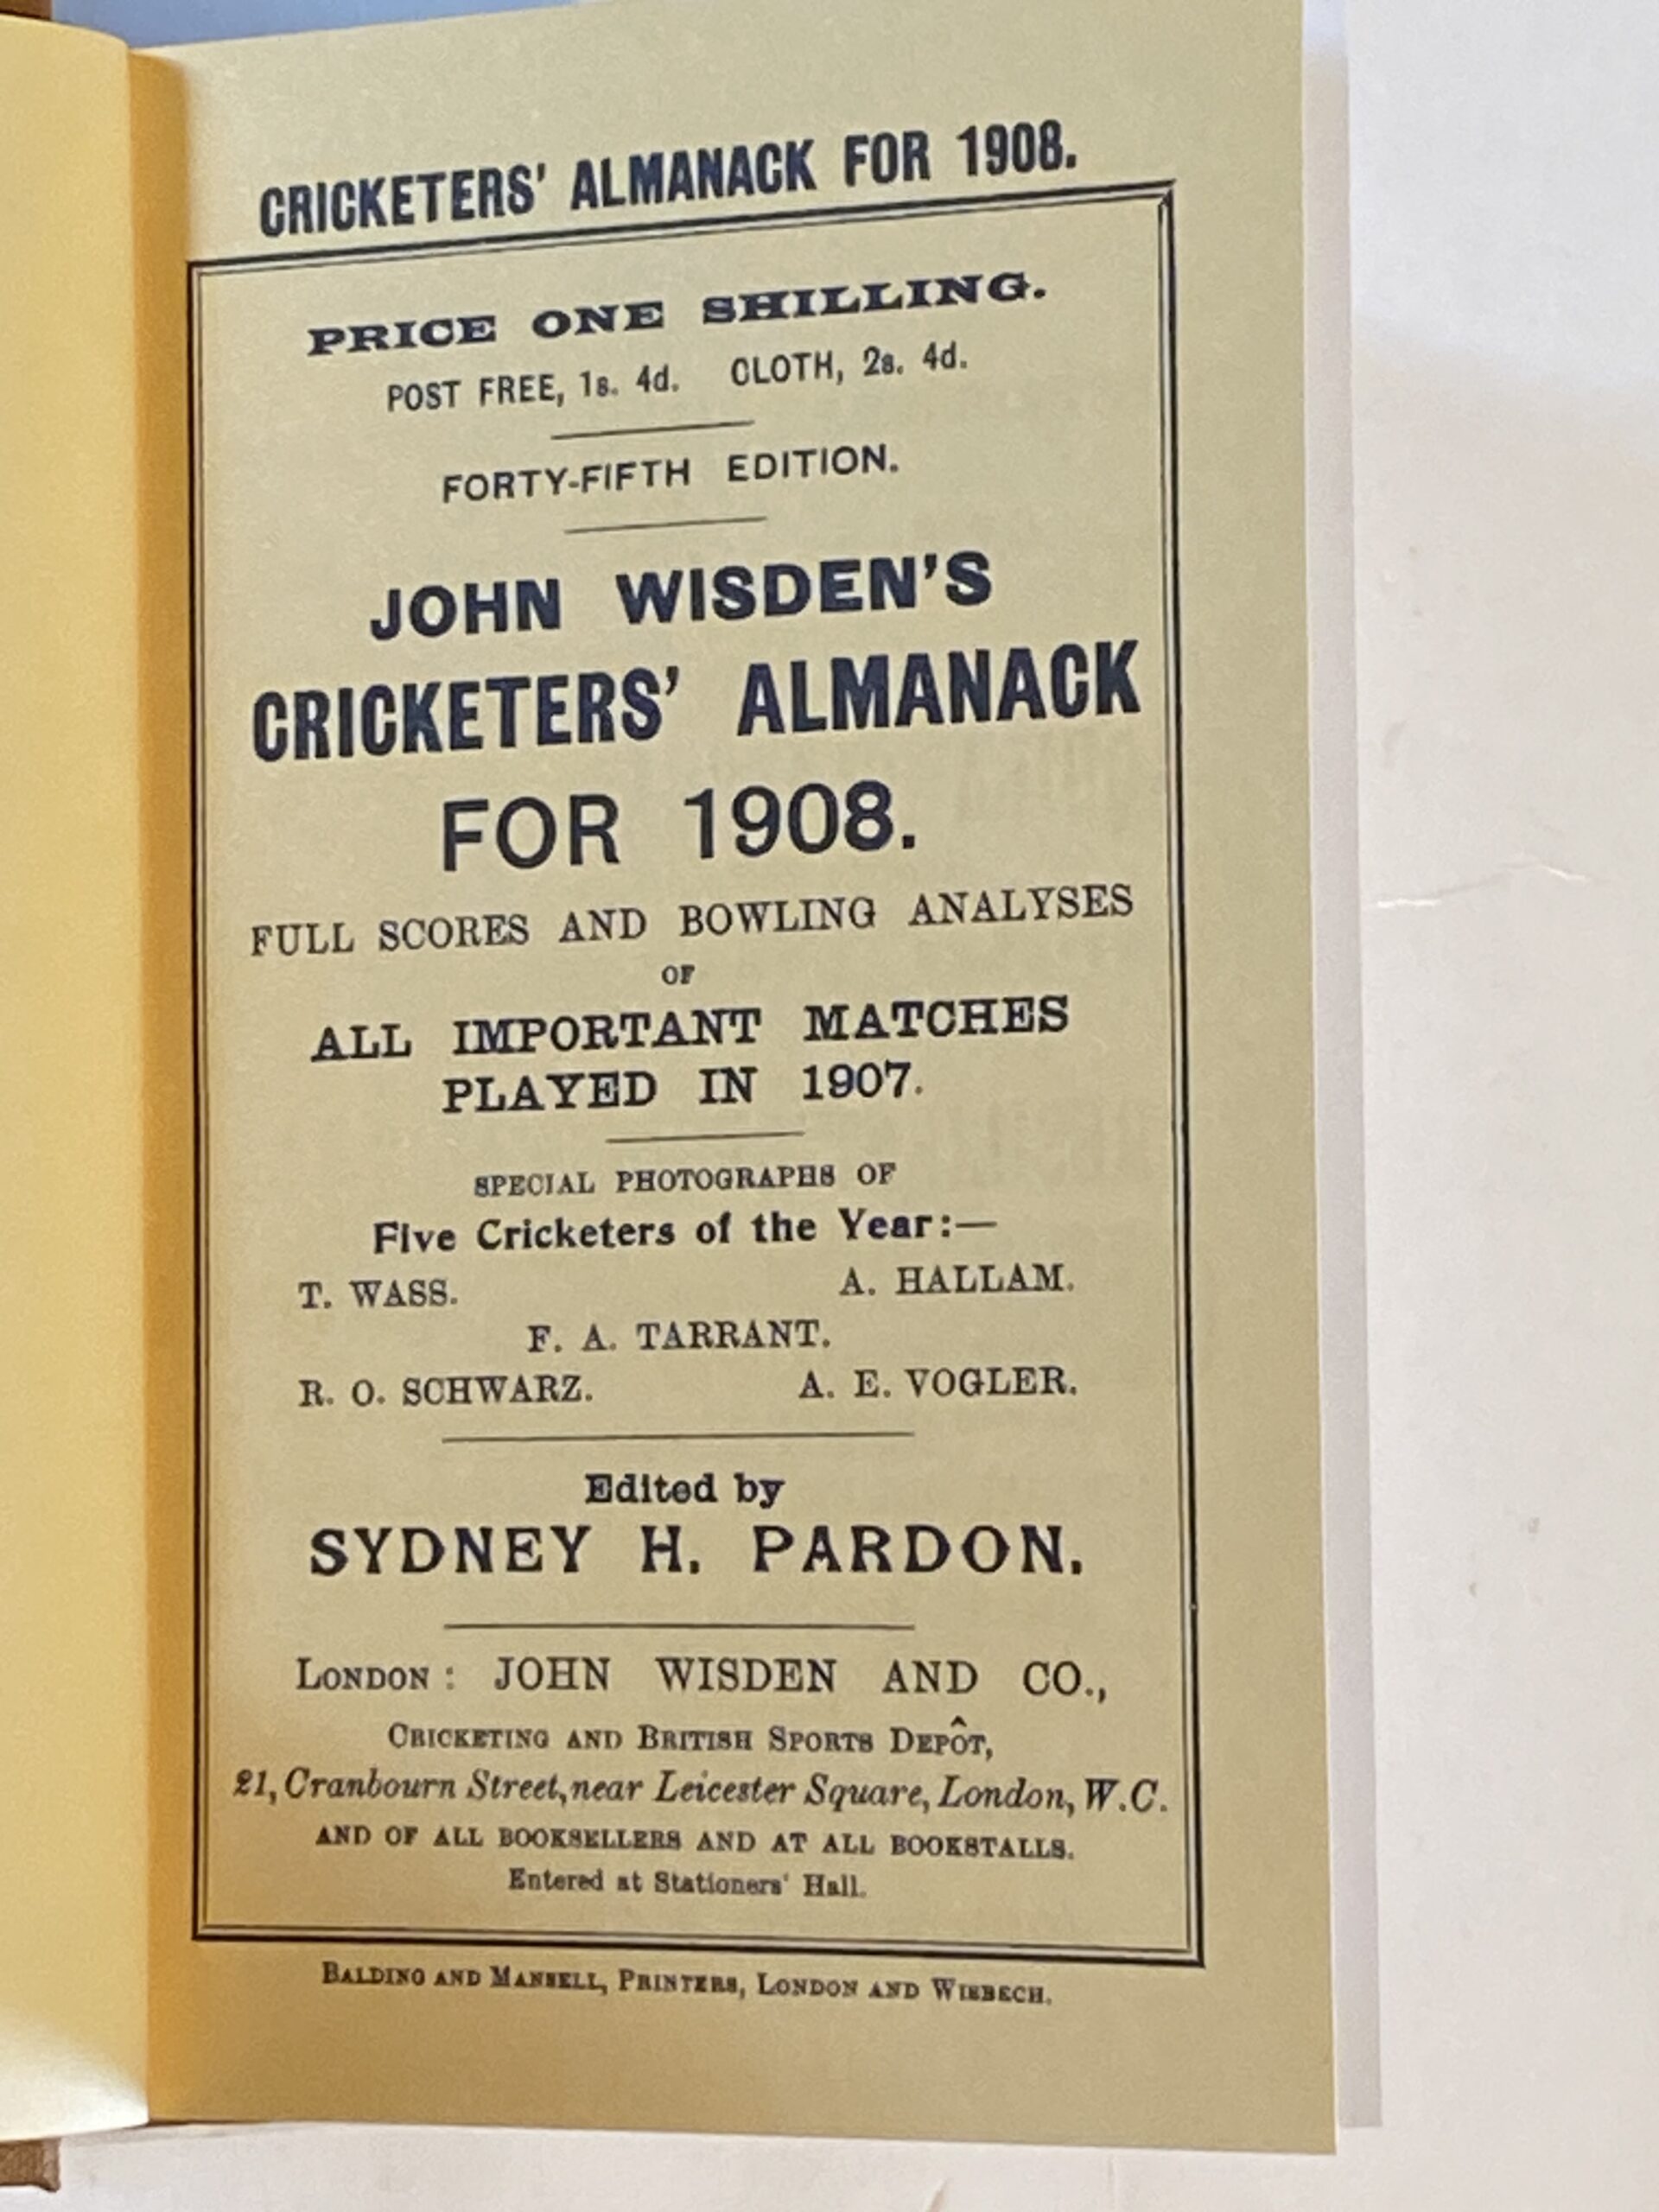 CRICKETERS' ALMANACK FOR 1908.
PRICE ONE SHILLING.
POST FREE, 1s. 4d. CLOTH, 2s. 4d.
FORTY-FIFTH EDITION.
JOHN WISDEN'S
CRICKETERS' ALMANACK
FOR 1908.
FULL SCORES AND BOWLING ANALYSES
OF
ALL IMPORTANT MATCHES
PLAYED IN 1907.
SPECIAL PHOTOGRAPHS OF
Five Cricketers of the Year:—
T. WASS. A. HALLAM.
F. A. TARRANT.
R. O. SCHWARZ. A. E. VOGLER.
Edited by
SYDNEY H. PARDON.
LONDON: JOHN WISDEN AND CO.,
CRICKETING AND BRITISH SPORTS DEPÔT,
21, Cranbourn Street, near Leicester Square, London, W.C.
AND OF ALL BOOKSELLERS AND AT ALL BOOKSTALLS.
Entered at Stationers' Hall.
BALDING AND MANSELL, PRINTERS, LONDON AND WISBECH.